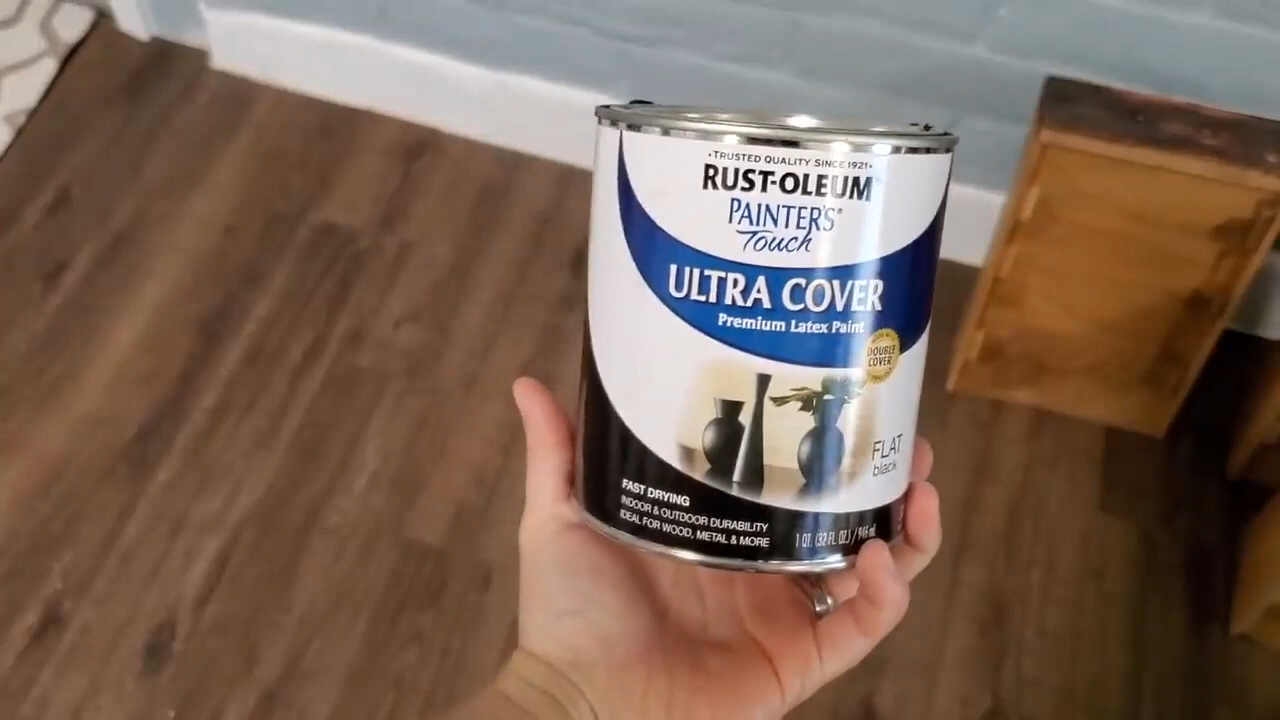 •TRUSTED QUALITY SINCE 1921•
RUST-OLEUM
PAINTER'S®
Touch
ULTRA COVER
Premium Latex Paint
DOUBLE
COVER
FLAT
black
FAST DRYING
INDOOR & OUTDOOR DURABILITY
IDEAL FOR WOOD, METAL & MORE
1 QT. (32 FL. OZ.) / 946 mL